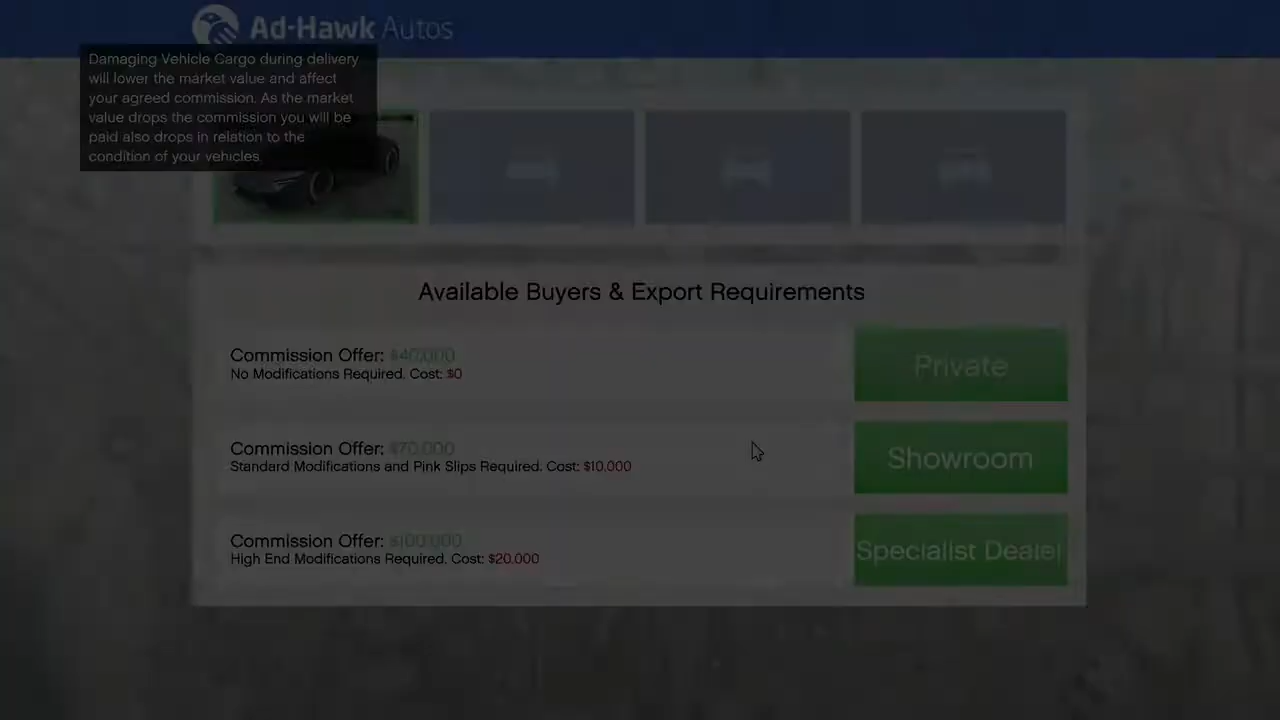 Ad-Hawk Autos
Damaging Vehicle Cargo during delivery
will lower the market value and affect
your agreed commission. As the market
value drops the commission you will be
paid also drops in relation to the
condition of your vehicles.
Available Buyers & Export Requirements
Commission Offer: $40,000
No Modifications Required. Cost: $0
Private
Commission Offer: $70,000
Standard Modifications and Pink Slips Required. Cost: $10,000
Showroom
Commission Offer: $100,000
High End Modifications Required. Cost: $20,000
Specialist Dealer